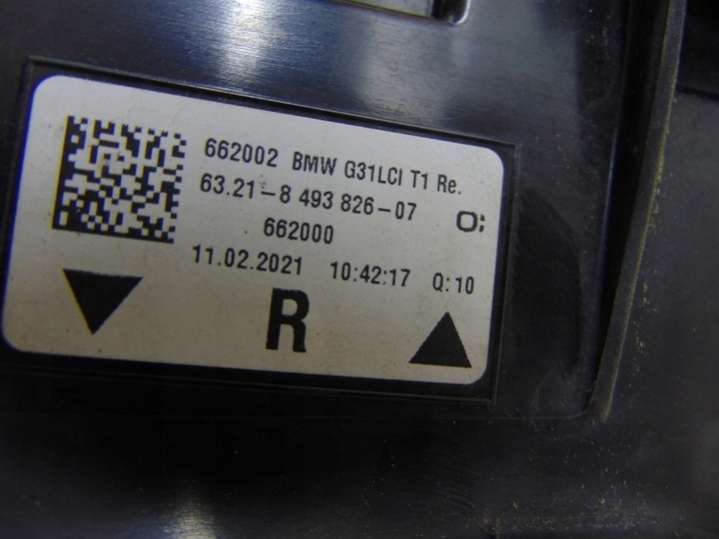 662002 BMW G31LCI T1 Re.
63.21-8 493 826-07 O:
662000
11.02.2021 10:42:17 Q:10
R